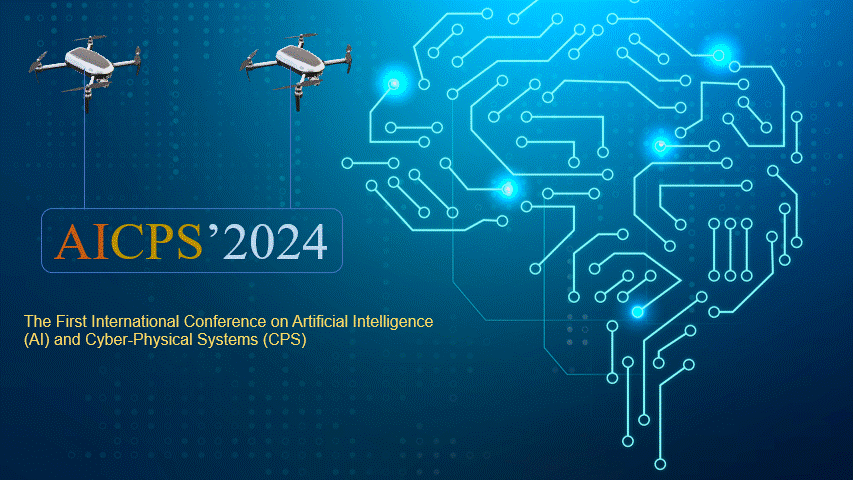 AICPS’2024
The First International Conference on Artificial Intelligence
(AI) and Cyber-Physical Systems (CPS)